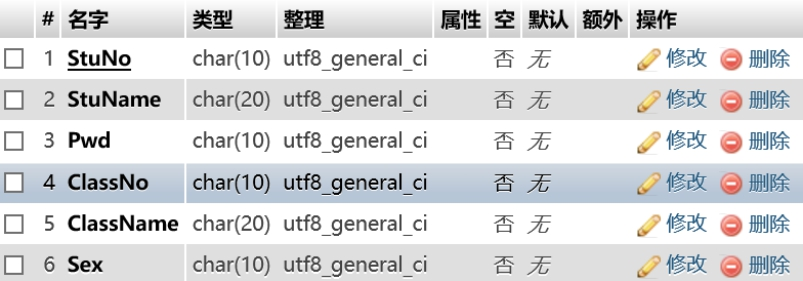 # 名字 类型 整理 属性 空 默认 额外 操作
1 StuNo char(10) utf8_general_ci 否 无 修改 删除
2 StuName char(20) utf8_general_ci 否 无 修改 删除
3 Pwd char(10) utf8_general_ci 否 无 修改 删除
4 ClassNo char(10) utf8_general_ci 否 无 修改 删除
5 ClassName char(20) utf8_general_ci 否 无 修改 删除
6 Sex char(10) utf8_general_ci 否 无 修改 删除